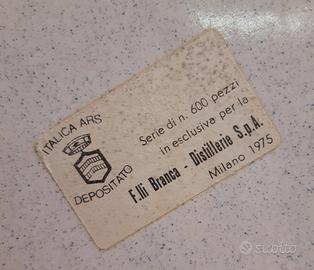 ITALICA ARS
DEPOSITATO
Serie di n. 600 pezzi
in esclusiva per la
F.lli Branca - Distillerie S.p.A.
Milano 1975
subito